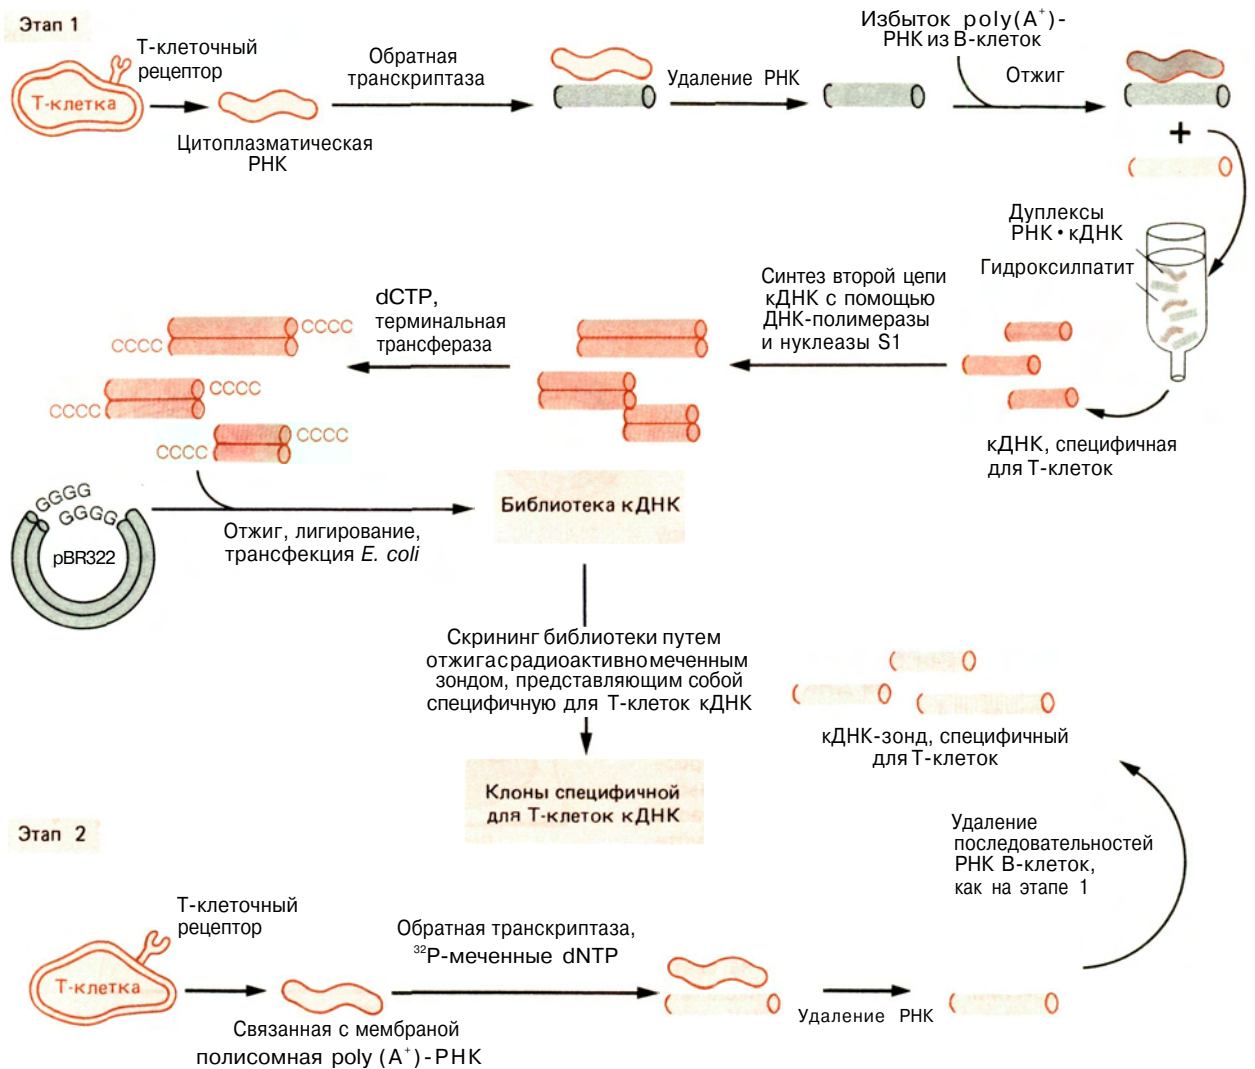 Этап 1
Т-клеточный
рецептор
Т-клетка
Цитоплазматическая
РНК
Обратная
транскриптаза
Удаление РНК
Избыток poly(A⁺)-
РНК из В-клеток
Отжиг
+
Дуплексы
РНК • кДНК
Гидроксилпатит
кДНК, специфичная
для Т-клеток
Синтез второй цепи
кДНК с помощью
ДНК-полимеразы
и нуклеазы S1
dCTP,
терминальная
трансфераза
CCCC
CCCC
CCCC
CCCC
CCCC
CCCC
GGGG
GGGG
pBR322
Отжиг, лигирование,
трансфекция E. coli
Библиотека кДНК
Скрининг библиотеки путем
отжига с радиоактивно меченным
зондом, представляющим собой
специфичную для Т-клеток кДНК
Клоны специфичной
для Т-клеток кДНК
кДНК-зонд, специфичный
для Т-клеток
Этап 2
Т-клеточный
рецептор
Т-клетка
Связанная с мембраной
полисомная poly (A⁺)-РНК
Обратная транскриптаза,
³²Р-меченные dNTP
Удаление РНК
Удаление
последовательностей
РНК В-клеток,
как на этапе 1